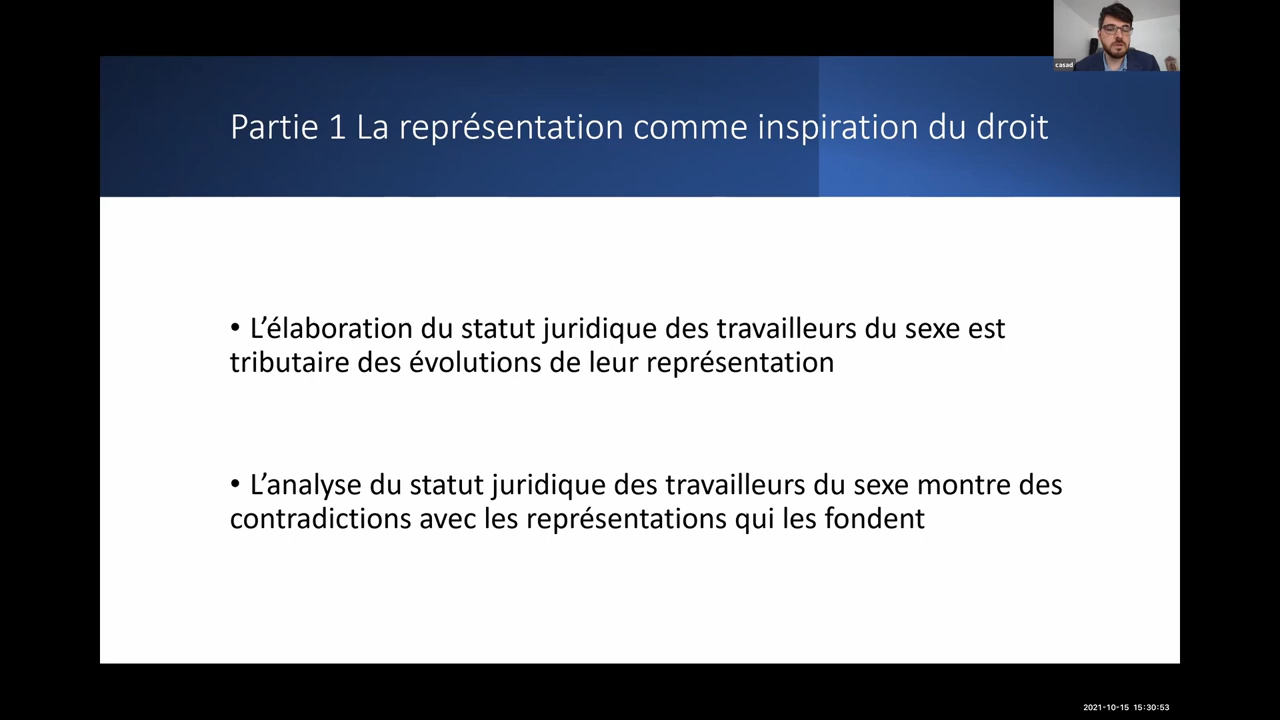 casad
Partie 1 La représentation comme inspiration du droit
• L’élaboration du statut juridique des travailleurs du sexe est
tributaire des évolutions de leur représentation
• L’analyse du statut juridique des travailleurs du sexe montre des
contradictions avec les représentations qui les fondent
2021-10-15 15:30:53